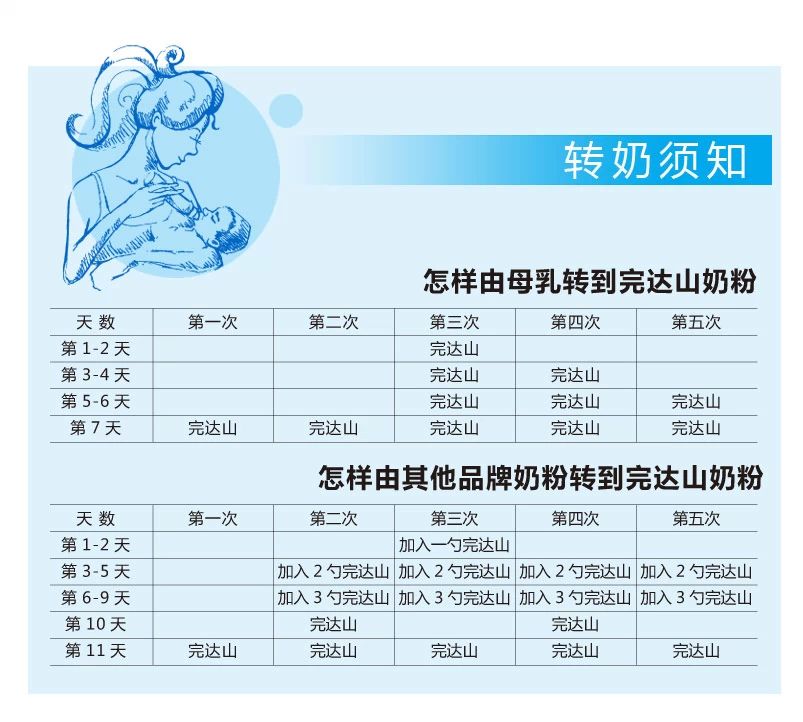 转奶须知
怎样由母乳转到完达山奶粉
天数 第一次 第二次 第三次 第四次 第五次
第1-2天 完达山
第3-4天 完达山 完达山
第5-6天 完达山 完达山 完达山
第7天 完达山 完达山 完达山 完达山 完达山
怎样由其他品牌奶粉转到完达山奶粉
天数 第一次 第二次 第三次 第四次 第五次
第1-2天 加入一勺完达山
第3-5天 加入2勺完达山 加入2勺完达山 加入2勺完达山 加入2勺完达山
第6-9天 加入3勺完达山 加入3勺完达山 加入3勺完达山 加入3勺完达山
第10天 完达山 完达山
第11天 完达山 完达山 完达山 完达山 完达山